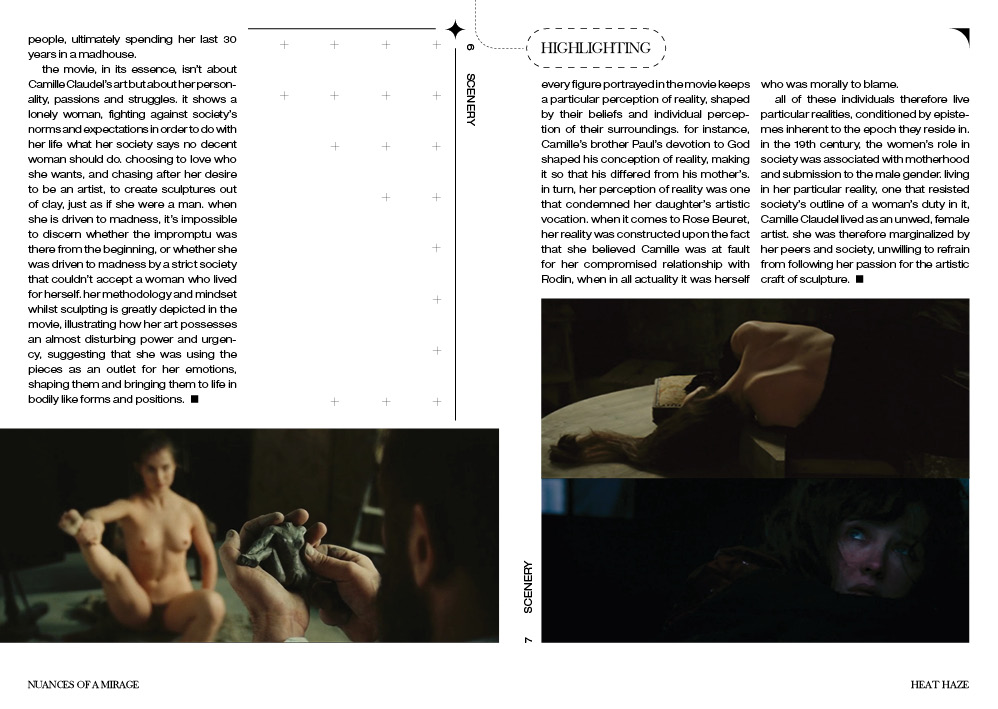 people, ultimately spending her last 30
years in a madhouse.
the movie, in its essence, isn't about
Camille Claudel's art but about her person-
ality, passions and struggles. it shows a
lonely woman, fighting against society's
norms and expectations in order to do with
her life what her society says no decent
woman should do. choosing to love who
she wants, and chasing after her desire
to be an artist, to create sculptures out
of clay, just as if she were a man. when
she is driven to madness, it's impossible
to discern whether the impromptu was
there from the beginning, or whether she
was driven to madness by a strict society
that couldn't accept a woman who lived
for herself. her methodology and mindset
whilst sculpting is greatly depicted in the
movie, illustrating how her art possesses
an almost disturbing power and urgen-
cy, suggesting that she was using the
pieces as an outlet for her emotions,
shaping them and bringing them to life in
bodily like forms and positions. ■
6 SCENERY
HIGHLIGHTING
every figure portrayed in the movie keeps
a particular perception of reality, shaped
by their beliefs and individual percep-
tion of their surroundings. for instance,
Camille's brother Paul's devotion to God
shaped his conception of reality, making
it so that his differed from his mother's.
in turn, her perception of reality was one
that condemned her daughter's artistic
vocation. when it comes to Rose Beuret,
her reality was constructed upon the fact
that she believed Camille was at fault
for her compromised relationship with
Rodin, when in all actuality it was herself
who was morally to blame.
all of these individuals therefore live
particular realities, conditioned by episte-
mes inherent to the epoch they reside in.
in the 19th century, the women's role in
society was associated with motherhood
and submission to the male gender. living
in her particular reality, one that resisted
society's outline of a woman's duty in it,
Camille Claudel lived as an unwed, female
artist. she was therefore marginalized by
her peers and society, unwilling to refrain
from following her passion for the artistic
craft of sculpture. ■
7 SCENERY
NUANCES OF A MIRAGE
HEAT HAZE